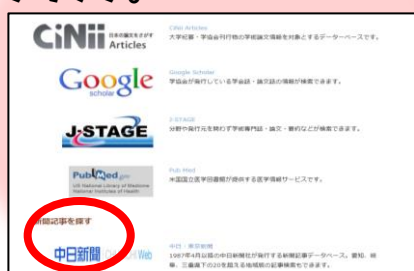 CiNii 日本の論文をさがす
Articles
CiNii Articles
大学紀要・学協会刊行物の学術論文情報を対象とするデータベースです。
Google
scholar
Google Scholar
学協会が発行している学会誌・論文誌の情報が検索できます。
J-STAGE
J-STAGE
分野や発行元を問わず学術専門誌・論文・要約などが検索できます。
PubMed.gov
US National Library of Medicine
National Institutes of Health
Pub Med
米国国立医学図書館が提供する医学情報サービスです。
新聞記事を探す
中日新聞 Web
中日・東京新聞
1987年4月以降の中日新聞社が発行する新聞記事データベース。愛知、岐
阜、三重県下の20を超える地域版の記事検索もできます。